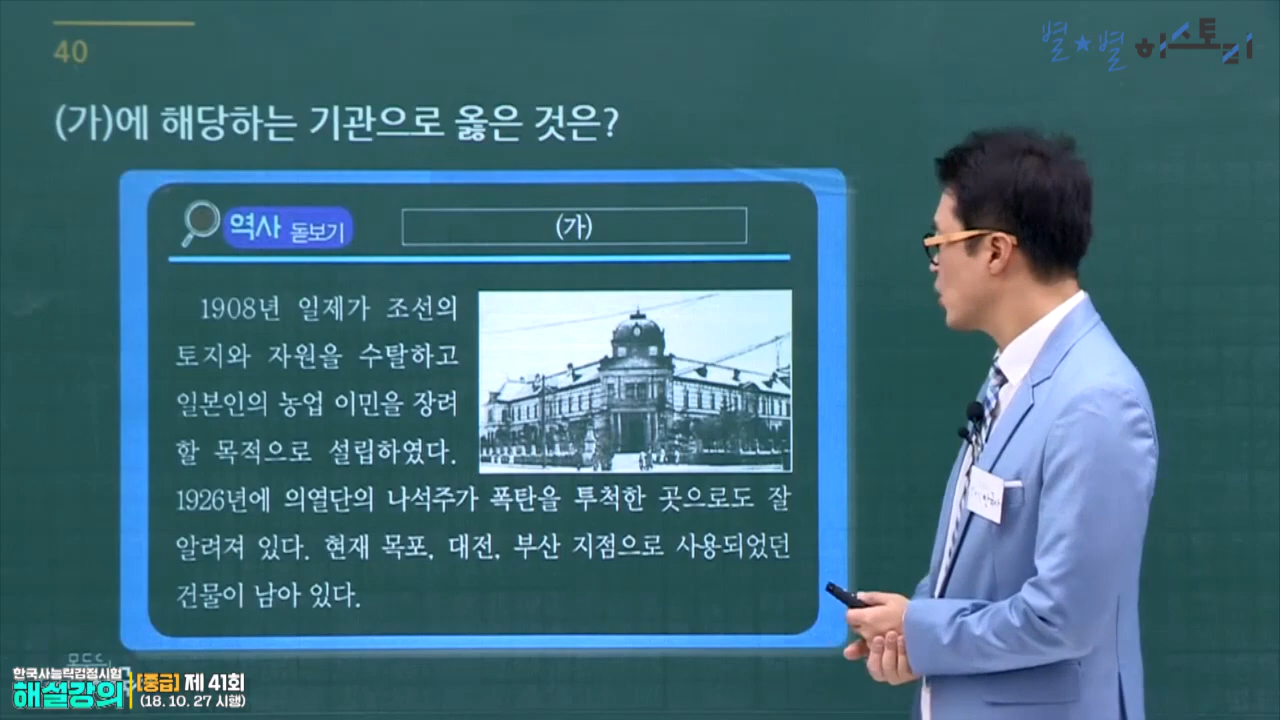 40
별★별 히스토리
(가)에 해당하는 기관으로 옳은 것은?
역사 돋보기
(가)
1908년 일제가 조선의
토지와 자원을 수탈하고
일본인의 농업 이민을 장려
할 목적으로 설립하였다.
1926년에 의열단의 나석주가 폭탄을 투척한 곳으로도 잘
알려져 있다. 현재 목포, 대전, 부산 지점으로 사용되었던
건물이 남아 있다.
한국사능력검정시험
해설강의
[중급] 제 41회
(18. 10. 27 시행)